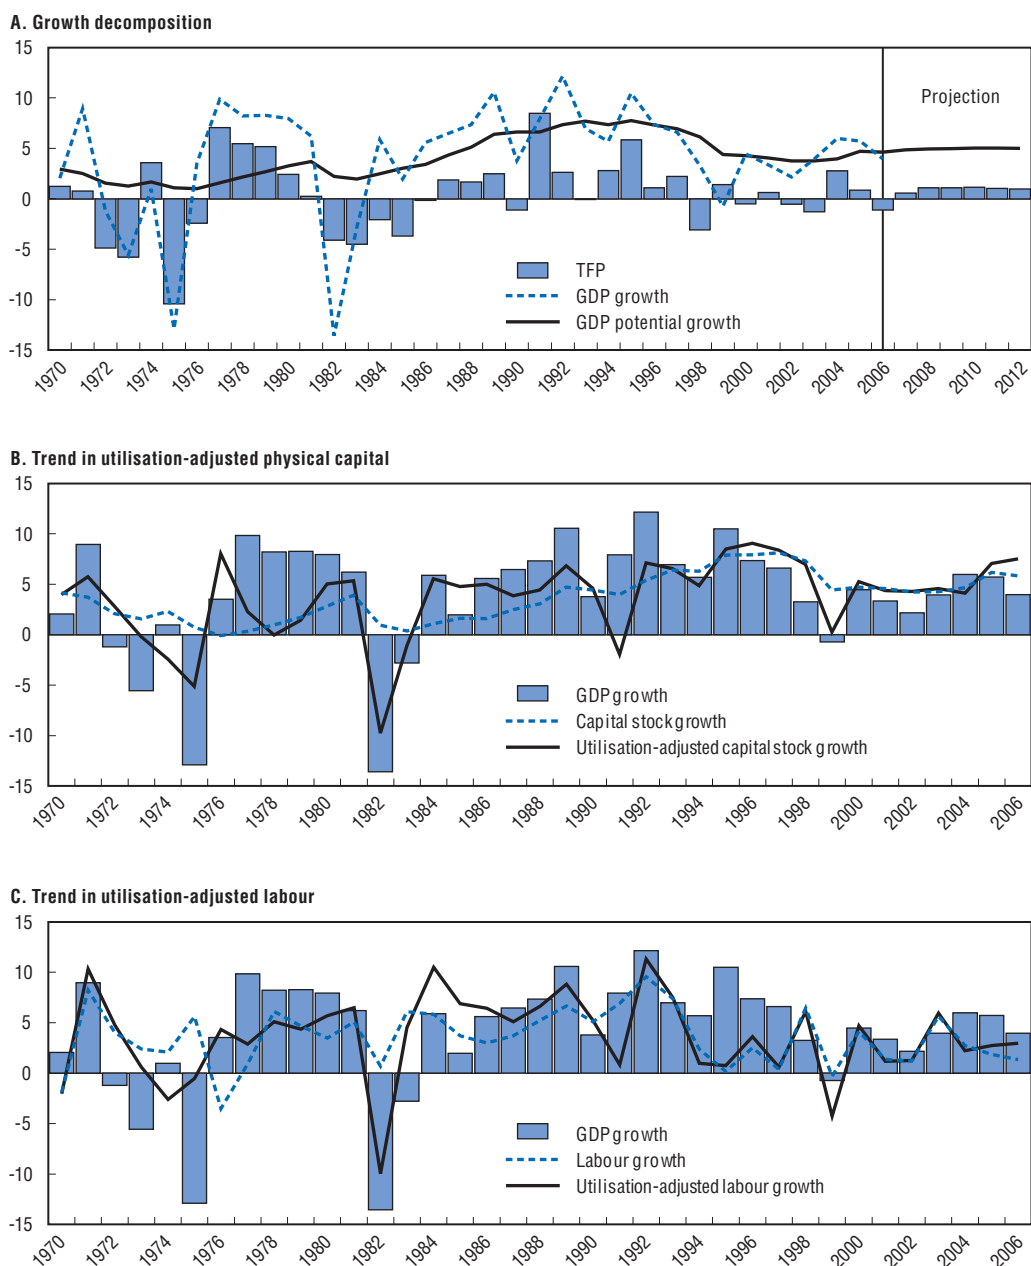 A. Growth decomposition
15
10
5
0
-5
-10
-15
Projection
TFP
GDP growth
GDP potential growth
1970 1972 1974 1976 1978 1980 1982 1984 1986 1988 1990 1992 1994 1996 1998 2000 2002 2004 2006 2008 2010 2012
B. Trend in utilisation-adjusted physical capital
15
10
5
0
-5
-10
-15
GDP growth
Capital stock growth
Utilisation-adjusted capital stock growth
1970 1972 1974 1976 1978 1980 1982 1984 1986 1988 1990 1992 1994 1996 1998 2000 2002 2004 2006
C. Trend in utilisation-adjusted labour
15
10
5
0
-5
-10
-15
GDP growth
Labour growth
Utilisation-adjusted labour growth
1970 1972 1974 1976 1978 1980 1982 1984 1986 1988 1990 1992 1994 1996 1998 2000 2002 2004 2006